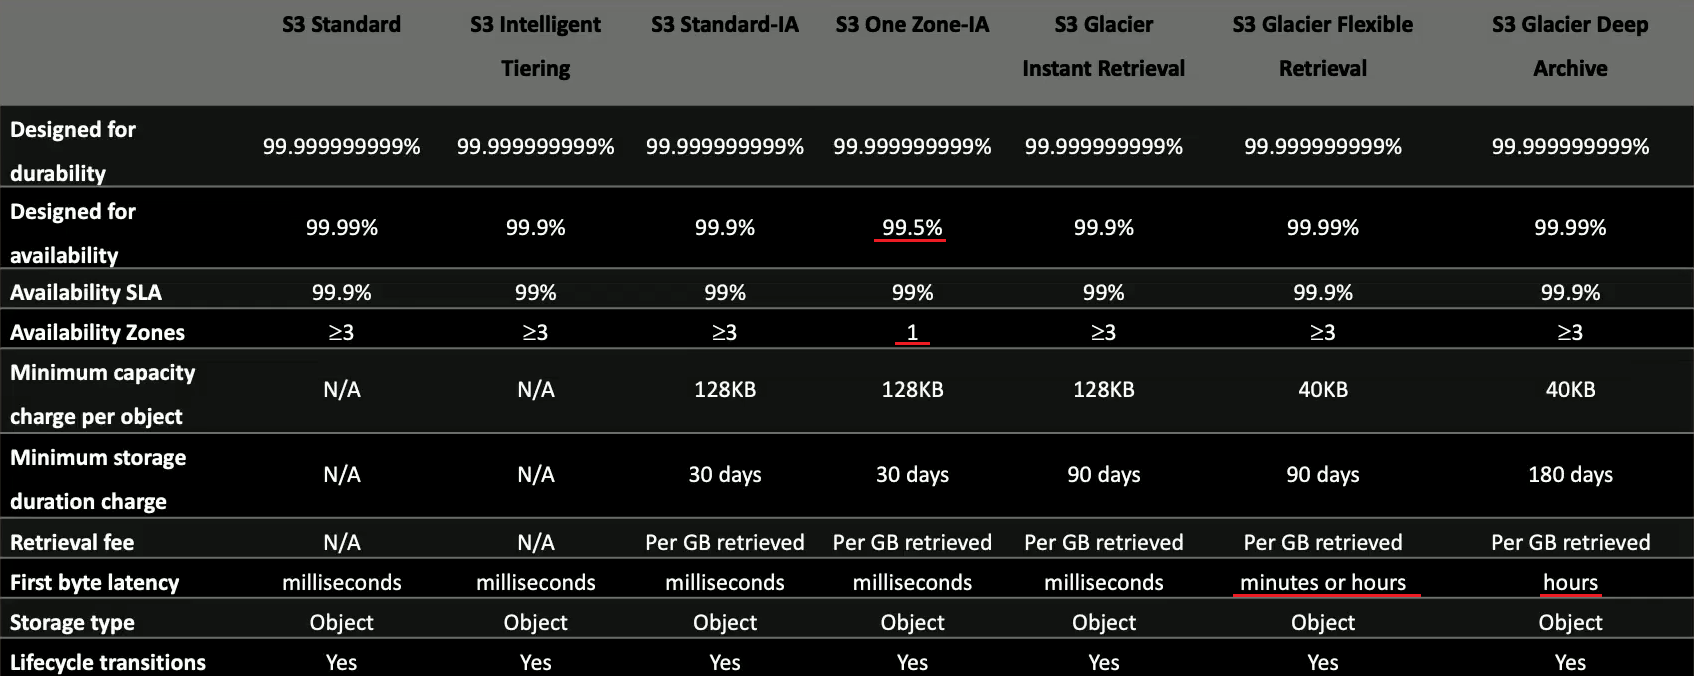 S3 Standard S3 Intelligent Tiering S3 Standard-IA S3 One Zone-IA S3 Glacier Instant Retrieval S3 Glacier Flexible Retrieval S3 Glacier Deep Archive
Designed for durability 99.999999999% 99.999999999% 99.999999999% 99.999999999% 99.999999999% 99.999999999% 99.999999999%
Designed for availability 99.99% 99.9% 99.9% 99.5% 99.9% 99.99% 99.99%
Availability SLA 99.9% 99% 99% 99% 99% 99.9% 99.9%
Availability Zones ≥3 ≥3 ≥3 1 ≥3 ≥3 ≥3
Minimum capacity charge per object N/A N/A 128KB 128KB 128KB 40KB 40KB
Minimum storage duration charge N/A N/A 30 days 30 days 90 days 90 days 180 days
Retrieval fee N/A N/A Per GB retrieved Per GB retrieved Per GB retrieved Per GB retrieved Per GB retrieved
First byte latency milliseconds milliseconds milliseconds milliseconds milliseconds minutes or hours hours
Storage type Object Object Object Object Object Object Object
Lifecycle transitions Yes Yes Yes Yes Yes Yes Yes